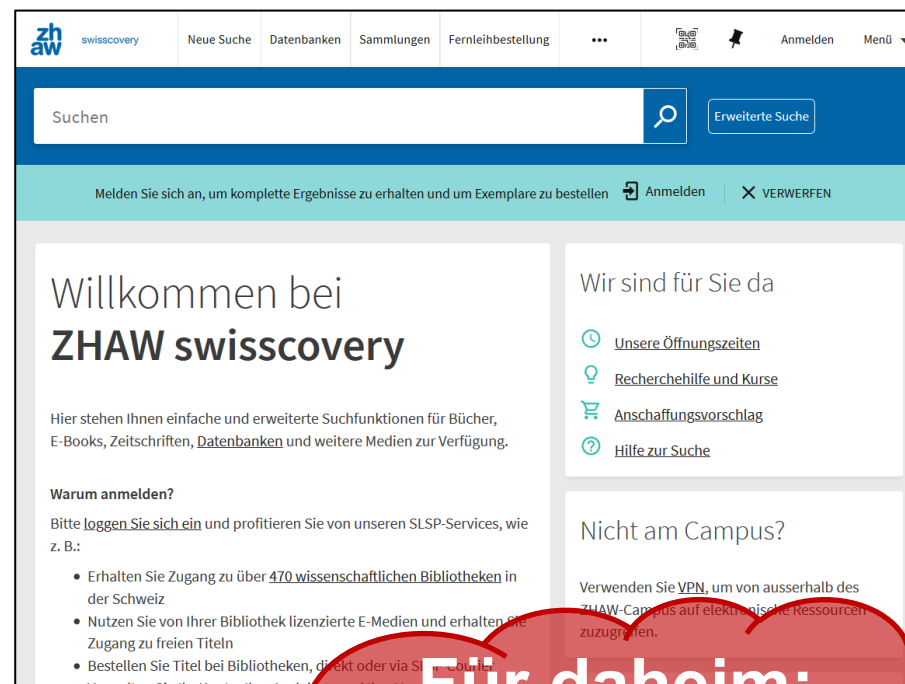 zh
aw
swisscovery
Neue Suche
Datenbanken
Sammlungen
Fernleihbestellung
•••
Anmelden
Menü
Suchen
Erweiterte Suche
Melden Sie sich an, um komplette Ergebnisse zu erhalten und um Exemplare zu bestellen
Anmelden
VERWERFEN
Willkommen bei
ZHAW swisscovery
Hier stehen Ihnen einfache und erweiterte Suchfunktionen für Bücher,
E-Books, Zeitschriften, Datenbanken und weitere Medien zur Verfügung.
Warum anmelden?
Bitte loggen Sie sich ein und profitieren Sie von unseren SLSP-Services, wie
z. B.:
• Erhalten Sie Zugang zu über 470 wissenschaftlichen Bibliotheken in
der Schweiz
• Nutzen Sie von Ihrer Bibliothek lizenzierte E-Medien und erhalten Sie
Zugang zu freien Titeln
• Bestellen Sie Titel bei Bibliotheken, direkt oder via SLSP-Courier
Wir sind für Sie da
Unsere Öffnungszeiten
Recherchehilfe und Kurse
Anschaffungsvorschlag
Hilfe zur Suche
Nicht am Campus?
Verwenden Sie VPN, um von ausserhalb des
ZHAW-Campus auf elektronische Ressourcen
zuzugreifen.
Für daheim: